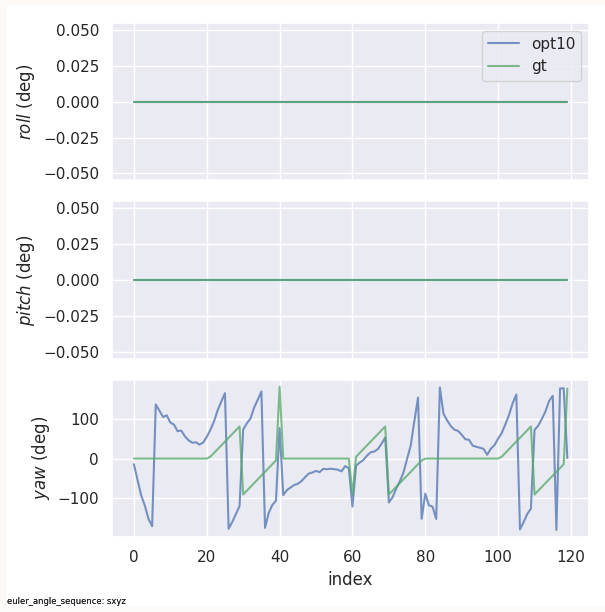 0.050
0.025
0.000
−0.025
−0.050
roll (deg)
opt10
gt
0.050
0.025
0.000
−0.025
−0.050
pitch (deg)
100
0
−100
yaw (deg)
0 20 40 60 80 100 120
index
euler_angle_sequence: sxyz